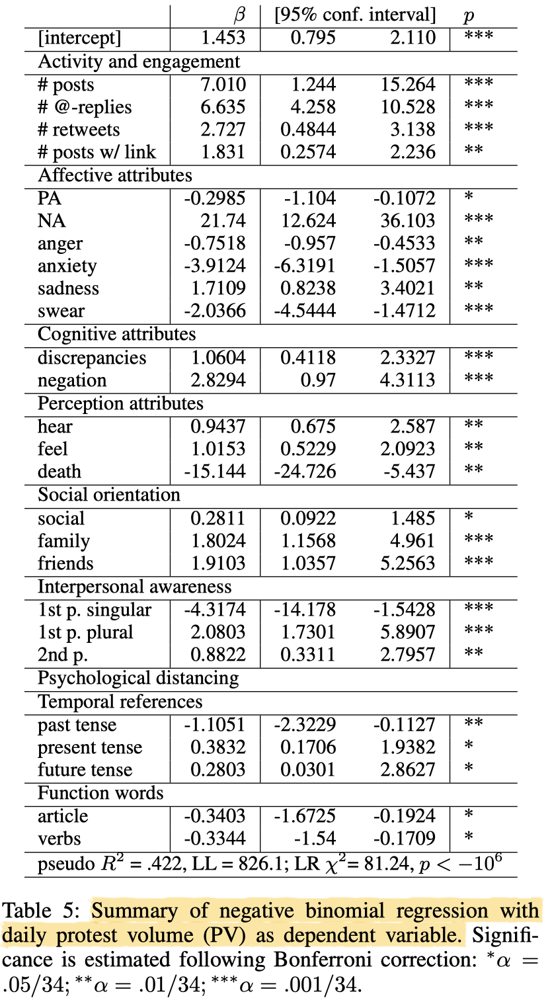 β [95% conf. interval] p
[intercept] 1.453 0.795 2.110 ***
Activity and engagement
# posts 7.010 1.244 15.264 ***
# @-replies 6.635 4.258 10.528 ***
# retweets 2.727 0.4844 3.138 ***
# posts w/ link 1.831 0.2574 2.236 **
Affective attributes
PA -0.2985 -1.104 -0.1072 *
NA 21.74 12.624 36.103 ***
anger -0.7518 -0.957 -0.4533 **
anxiety -3.9124 -6.3191 -1.5057 ***
sadness 1.7109 0.8238 3.4021 **
swear -2.0366 -4.5444 -1.4712 ***
Cognitive attributes
discrepancies 1.0604 0.4118 2.3327 ***
negation 2.8294 0.97 4.3113 ***
Perception attributes
hear 0.9437 0.675 2.587 **
feel 1.0153 0.5229 2.0923 **
death -15.144 -24.726 -5.437 **
Social orientation
social 0.2811 0.0922 1.485 *
family 1.8024 1.1568 4.961 ***
friends 1.9103 1.0357 5.2563 ***
Interpersonal awareness
1st p. singular -4.3174 -14.178 -1.5428 ***
1st p. plural 2.0803 1.7301 5.8907 ***
2nd p. 0.8822 0.3311 2.7957 **
Psychological distancing
Temporal references
past tense -1.1051 -2.3229 -0.1127 **
present tense 0.3832 0.1706 1.9382 *
future tense 0.2803 0.0301 2.8627 *
Function words
article -0.3403 -1.6725 -0.1924 *
verbs -0.3344 -1.54 -0.1709 *
pseudo R² = .422, LL = 826.1; LR χ²= 81.24, p < −10⁶
Table 5: Summary of negative binomial regression with
daily protest volume (PV) as dependent variable. Signifi-
cance is estimated following Bonferroni correction: *α =
.05/34; **α = .01/34; ***α = .001/34.